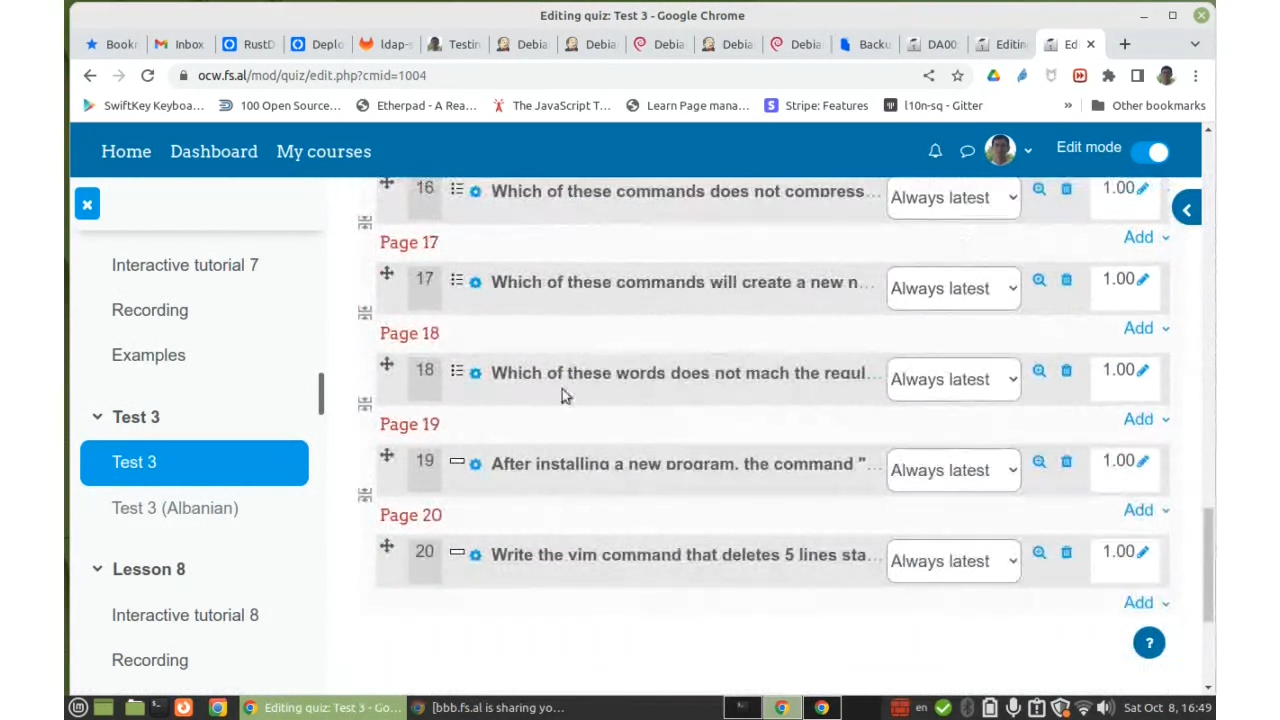 Editing quiz: Test 3 - Google Chrome
Bookr Inbox RustD Deplo ldap-s Testin Debia Debia Debia Debia Debia Backu DA00 Editin Ed
ocw.fs.al/mod/quiz/edit.php?cmid=1004
SwiftKey Keyboa... 100 Open Source... Etherpad - A Rea... The JavaScript T... Learn Page mana... Stripe: Features l10n-sq - Gitter » Other bookmarks
Home Dashboard My courses Edit mode
16 Which of these commands does not compress... Always latest 1.00
Page 17 Add
17 Which of these commands will create a new n... Always latest 1.00
Page 18 Add
18 Which of these words does not mach the regul... Always latest 1.00
Page 19 Add
19 After installing a new program, the command "... Always latest 1.00
Page 20 Add
20 Write the vim command that deletes 5 lines sta... Always latest 1.00
Add
?
Interactive tutorial 7
Recording
Examples
Test 3
Test 3
Test 3 (Albanian)
Lesson 8
Interactive tutorial 8
Recording
Editing quiz: Test 3 - Go... [bbb.fs.al is sharing yo... en Sat Oct 8, 16:49